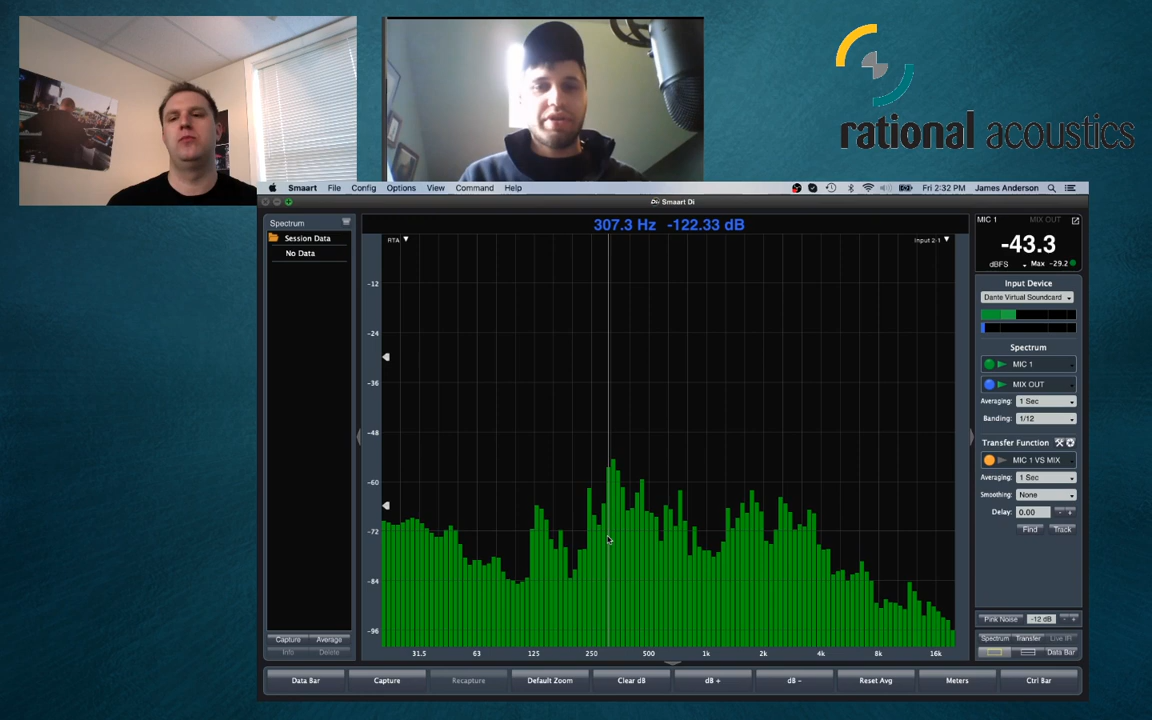 rational acoustics
Smaart File Config Options View Command Help
Fri 2:32 PM James Anderson
Smaart Di
Spectrum
Session Data
No Data
Capture Average
Info Delete
307.3 Hz -122.33 dB
RTA
Input 2-1
-12
-24
-36
-48
-60
-72
-84
-96
31.5 63 125 250 500 1k 2k 4k 8k 16k
MIC 1 MIX OUT
-43.3
dBFS Max -29.2
Input Device
Dante Virtual Soundcard
Spectrum
MIC 1
MIX OUT
Averaging: 1 Sec
Banding: 1/12
Transfer Function
MIC 1 VS MIX
Averaging: 1 Sec
Smoothing: None
Delay: 0.00 - +
Find Track
Pink Noise -12 dB - +
Spectrum Transfer Live IR
Data Bar
Data Bar Capture Recapture Default Zoom Clear dB dB + dB - Reset Avg Meters Ctrl Bar